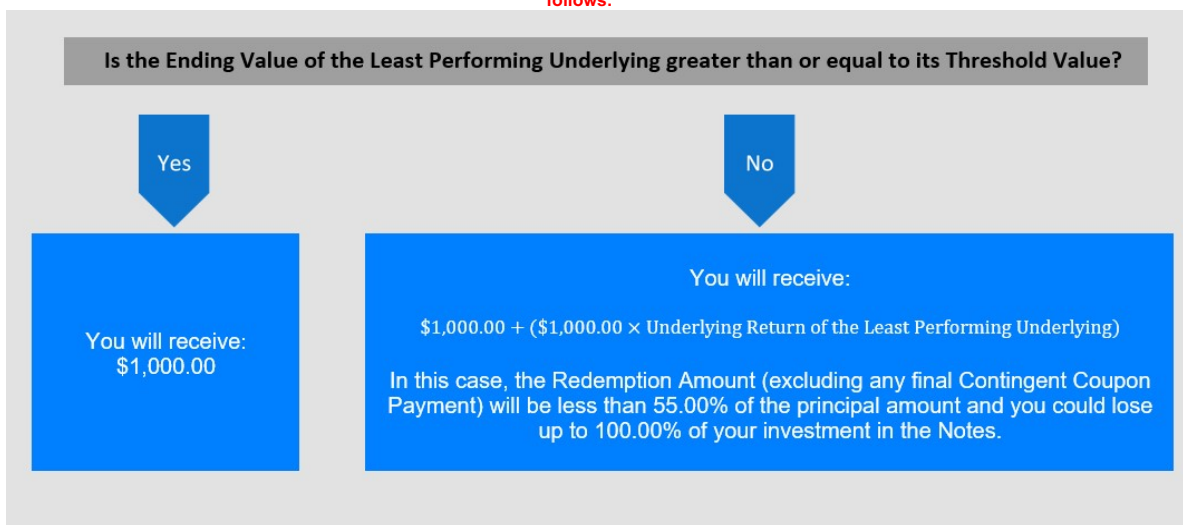 follows:
Is the Ending Value of the Least Performing Underlying greater than or equal to its Threshold Value?
Yes
No
You will receive:
$1,000.00
You will receive:
$1,000.00 + ($1,000.00 × Underlying Return of the Least Performing Underlying)
In this case, the Redemption Amount (excluding any final Contingent Coupon
Payment) will be less than 55.00% of the principal amount and you could lose
up to 100.00% of your investment in the Notes.